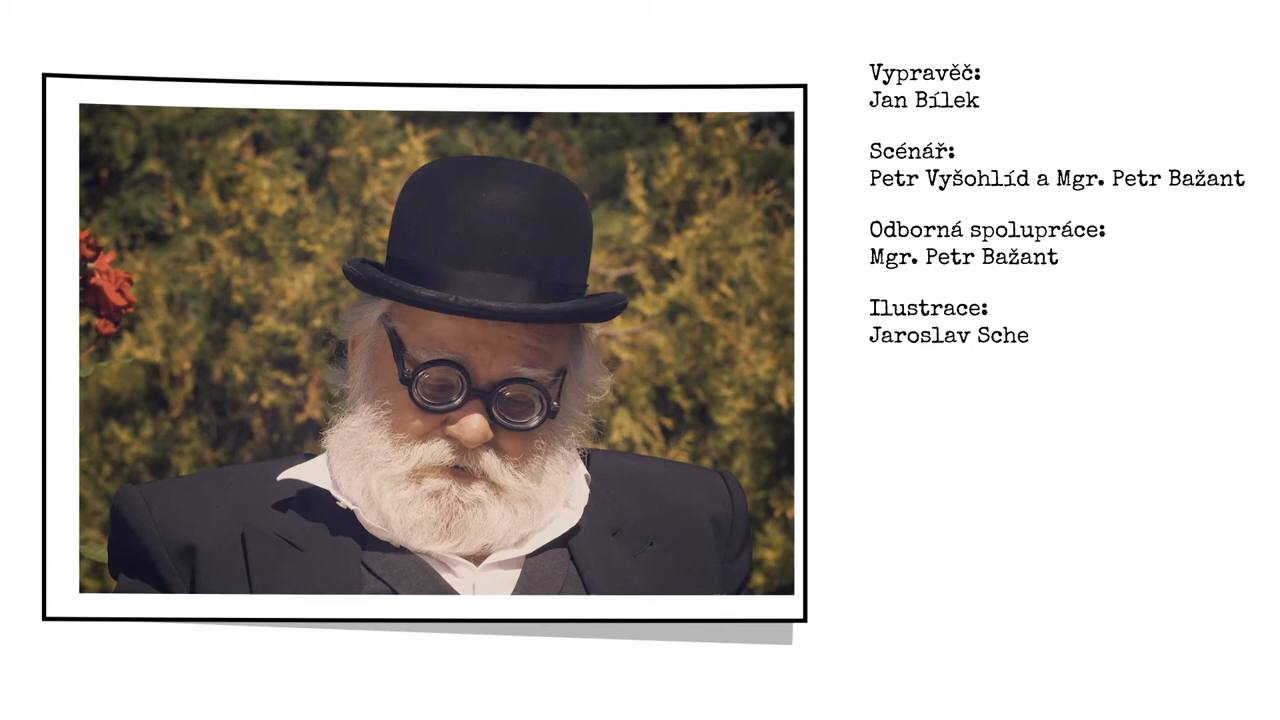 Vypravěč:
Jan Bílek
Scénář:
Petr Vyšohlíd a Mgr. Petr Bažant
Odborná spolupráce:
Mgr. Petr Bažant
Ilustrace:
Jaroslav Sche